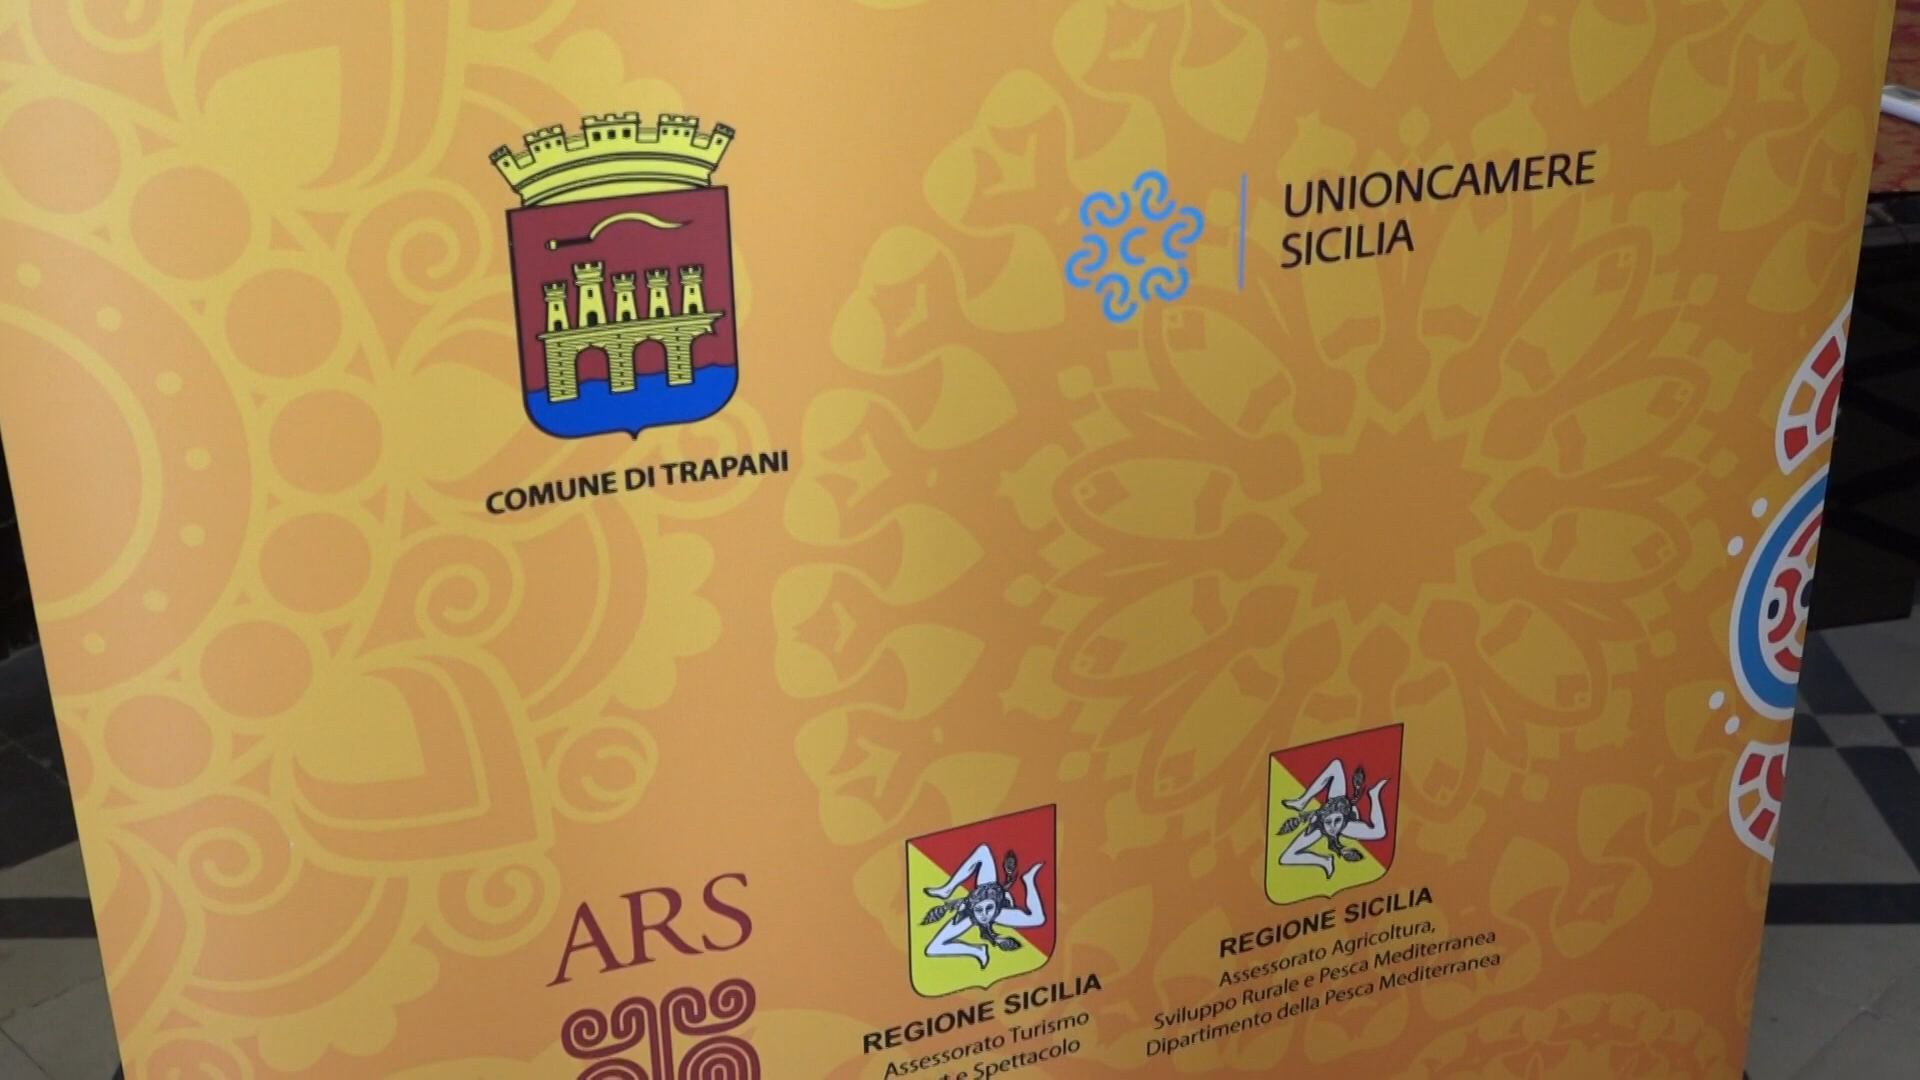 COMUNE DI TRAPANI
UNIONCAMERE
SICILIA
ARS
REGIONE SICILIA
Assessorato Turismo
e Spettacolo
REGIONE SICILIA
Assessorato Agricoltura,
Sviluppo Rurale e Pesca Mediterranea
Dipartimento della Pesca Mediterranea